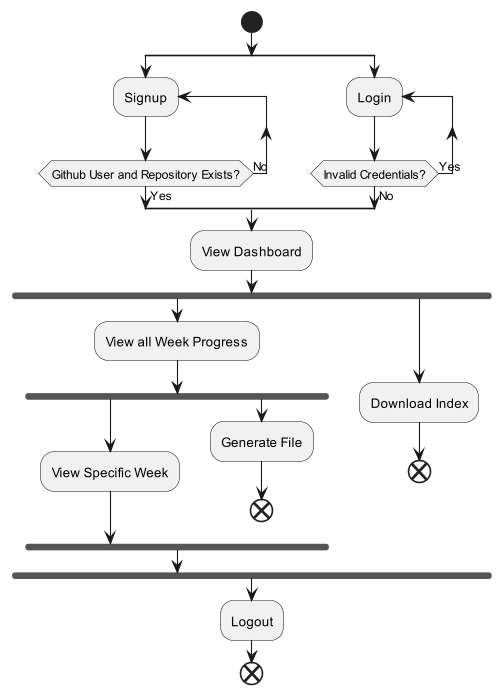 Signup
Login
Github User and Repository Exists?
No
Invalid Credentials?
Yes
Yes
No
View Dashboard
View all Week Progress
Download Index
Generate File
View Specific Week
Logout